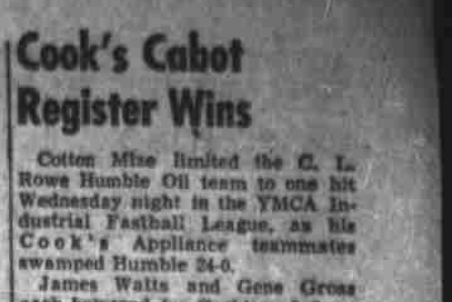 Cook's Cabot
Register Wins
Cotton Mize limited the C. L.
Rowe Humble Oil team to one hit
Wednesday night in the YMCA In-
dustrial Fastball League, as his
Cook's Appliance teammates
swamped Humble 24-0.
James Watts and Gene Gross